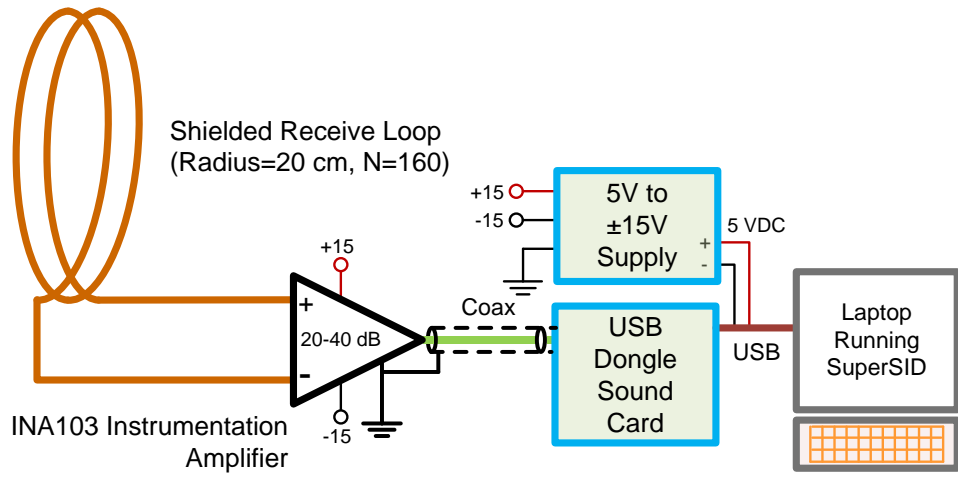 Shielded Receive Loop
(Radius=20 cm, N=160)
+15
-15
5V to
±15V
Supply
+
-
5 VDC
+15
+
20-40 dB
-
-15
Coax
USB
Dongle
Sound
Card
USB
Laptop
Running
SuperSID
INA103 Instrumentation
Amplifier